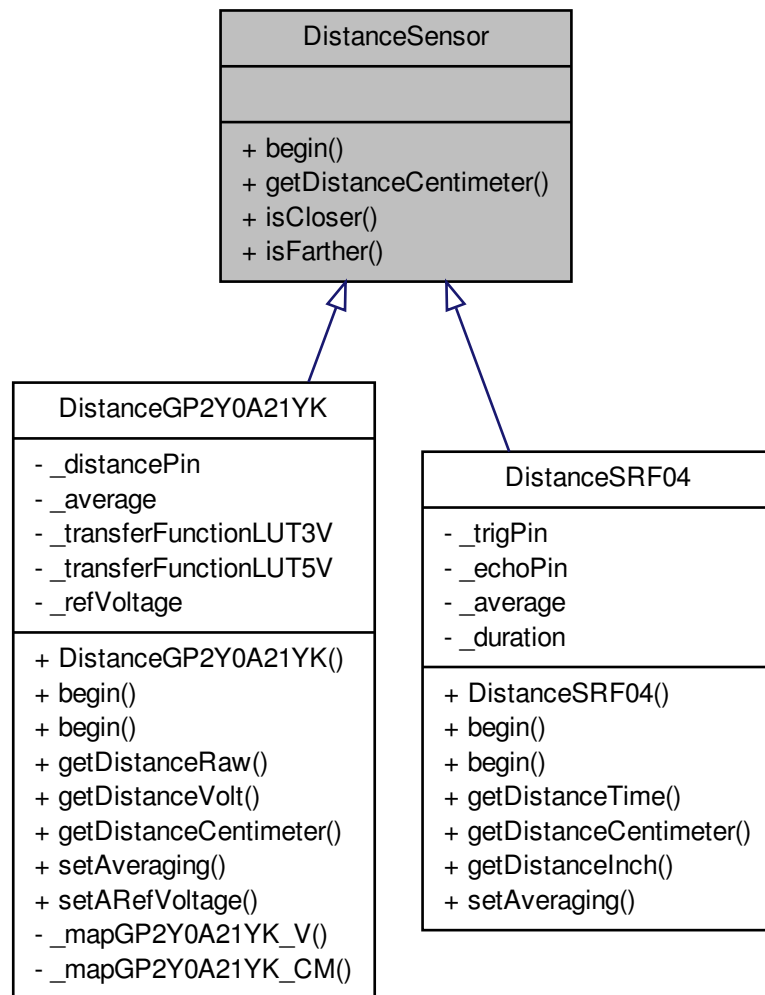 DistanceSensor
+ begin()
+ getDistanceCentimeter()
+ isCloser()
+ isFarther()
DistanceGP2Y0A21YK
- _distancePin
- _average
- _transferFunctionLUT3V
- _transferFunctionLUT5V
- _refVoltage
+ DistanceGP2Y0A21YK()
+ begin()
+ begin()
+ getDistanceRaw()
+ getDistanceVolt()
+ getDistanceCentimeter()
+ setAveraging()
+ setARefVoltage()
- _mapGP2Y0A21YK_V()
- _mapGP2Y0A21YK_CM()
DistanceSRF04
- _trigPin
- _echoPin
- _average
- _duration
+ DistanceSRF04()
+ begin()
+ begin()
+ getDistanceTime()
+ getDistanceCentimeter()
+ getDistanceInch()
+ setAveraging()